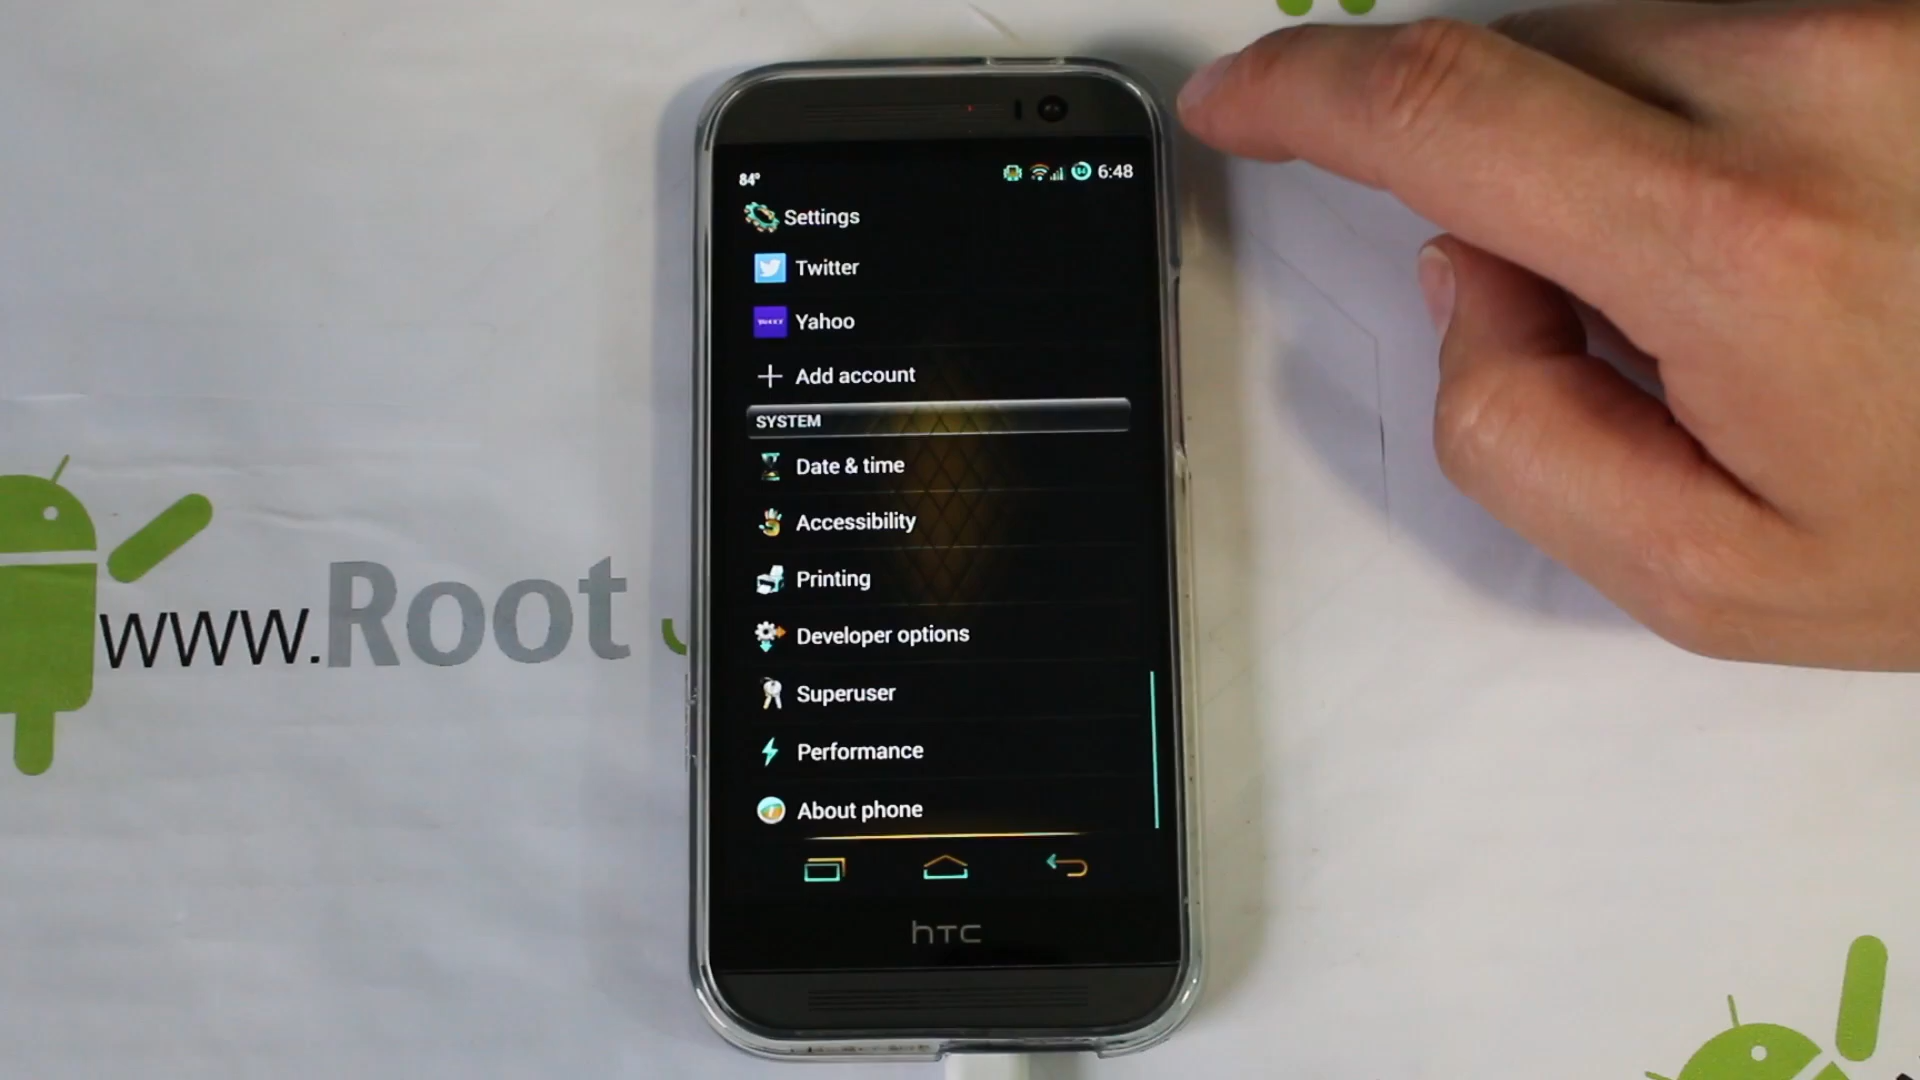 84°
6:48
Settings
Twitter
Yahoo
Add account
SYSTEM
Date & time
Accessibility
Printing
Developer options
Superuser
Performance
About phone
hTC
www.Root